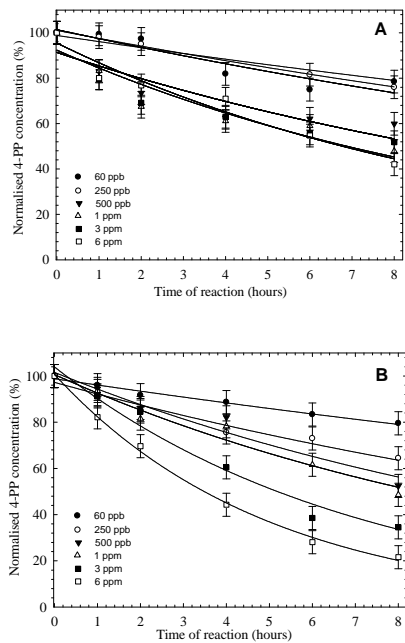 A
Normalised 4-PP concentration (%)
100
80
60
40
20
0
60 ppb
250 ppb
500 ppb
1 ppm
3 ppm
6 ppm
0 1 2 3 4 5 6 7 8
Time of reaction (hours)
B
Normalised 4-PP concentration (%)
100
80
60
40
20
0
60 ppb
250 ppb
500 ppb
1 ppm
3 ppm
6 ppm
0 1 2 3 4 5 6 7 8
Time of reaction (hours)